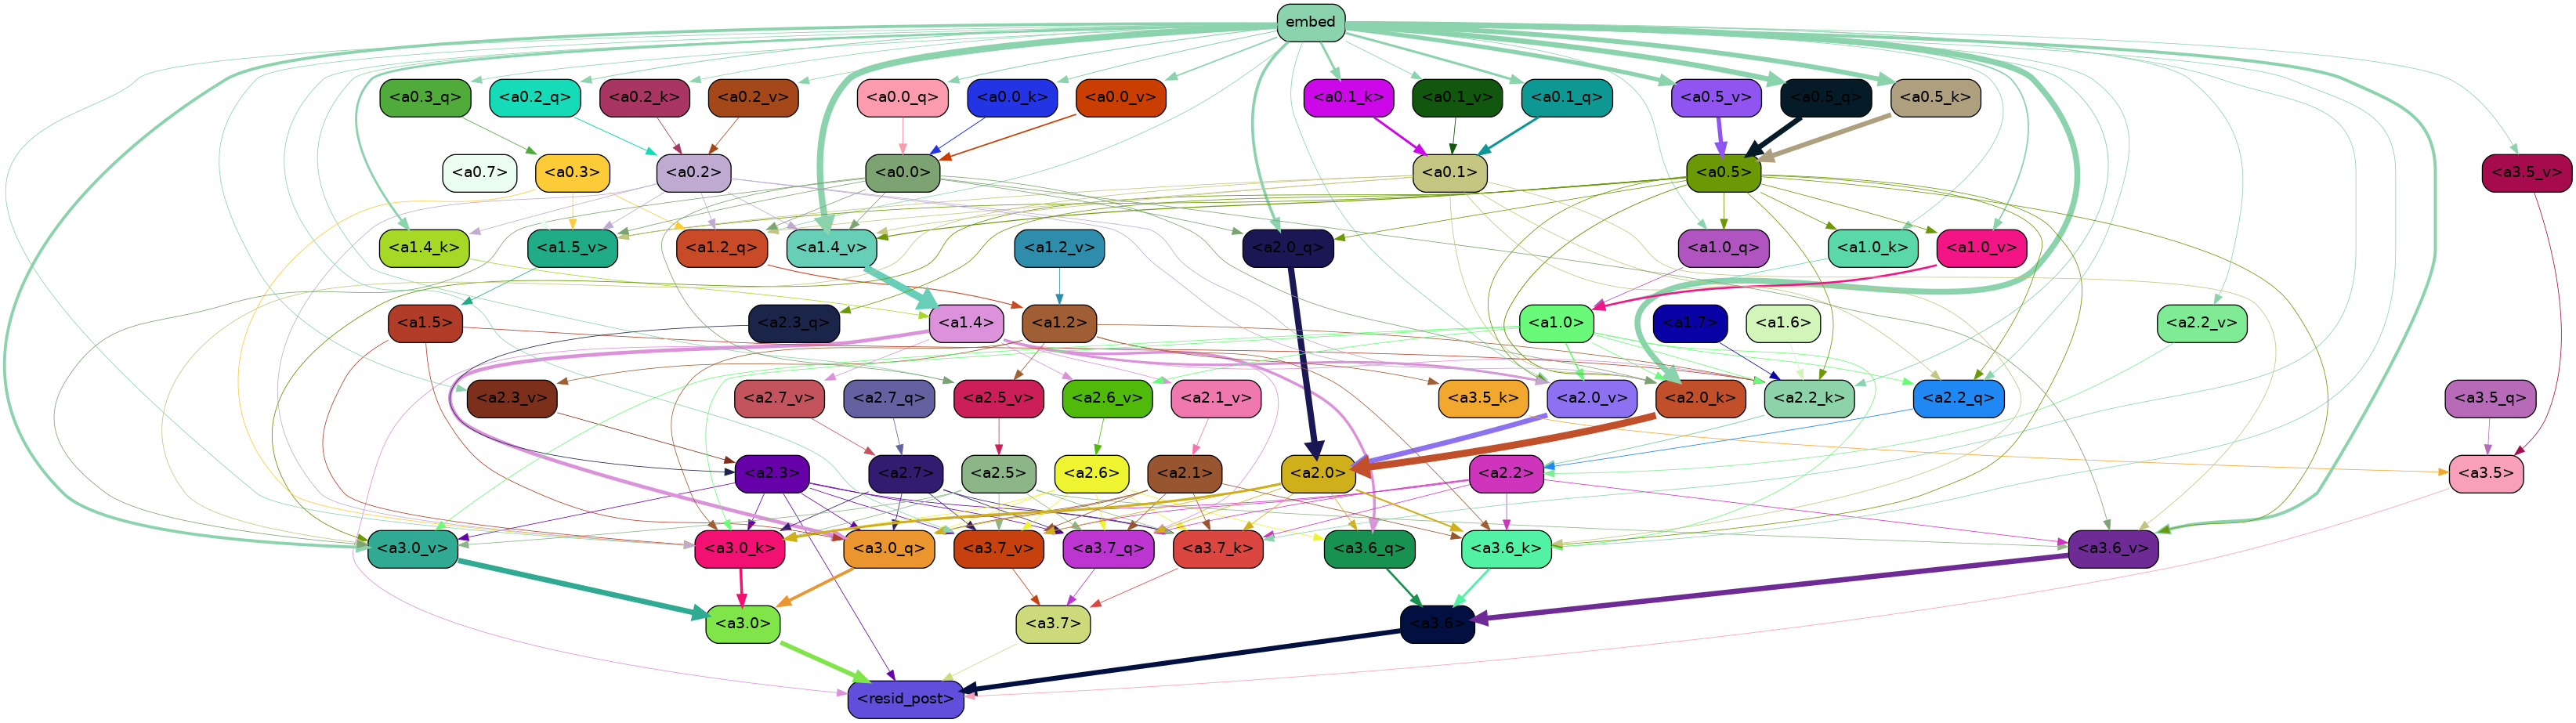 embed
<a0.3_q> <a0.2_q> <a0.2_k> <a0.2_v> <a0.0_q> <a0.0_k> <a0.0_v> <a0.1_k> <a0.1_v> <a0.1_q> <a0.5_v> <a0.5_q> <a0.5_k>
<a0.7> <a0.3> <a0.2> <a0.0> <a0.1> <a0.5> <a3.5_v>
<a1.4_k> <a1.5_v> <a1.2_q> <a1.4_v> <a1.2_v> <a2.0_q> <a1.0_q> <a1.0_k> <a1.0_v>
<a1.5> <a2.3_q> <a1.4> <a1.2> <a1.0> <a1.7> <a1.6> <a2.2_v>
<a2.3_v> <a2.7_v> <a2.7_q> <a2.5_v> <a2.6_v> <a2.1_v> <a3.5_k> <a2.0_v> <a2.0_k> <a2.2_k> <a2.2_q> <a3.5_q>
<a2.3> <a2.7> <a2.5> <a2.6> <a2.1> <a2.0> <a2.2> <a3.5>
<a3.0_v> <a3.0_k> <a3.0_q> <a3.7_v> <a3.7_q> <a3.7_k> <a3.6_q> <a3.6_k> <a3.6_v>
<a3.0> <a3.7> <a3.6>
<resid_post>